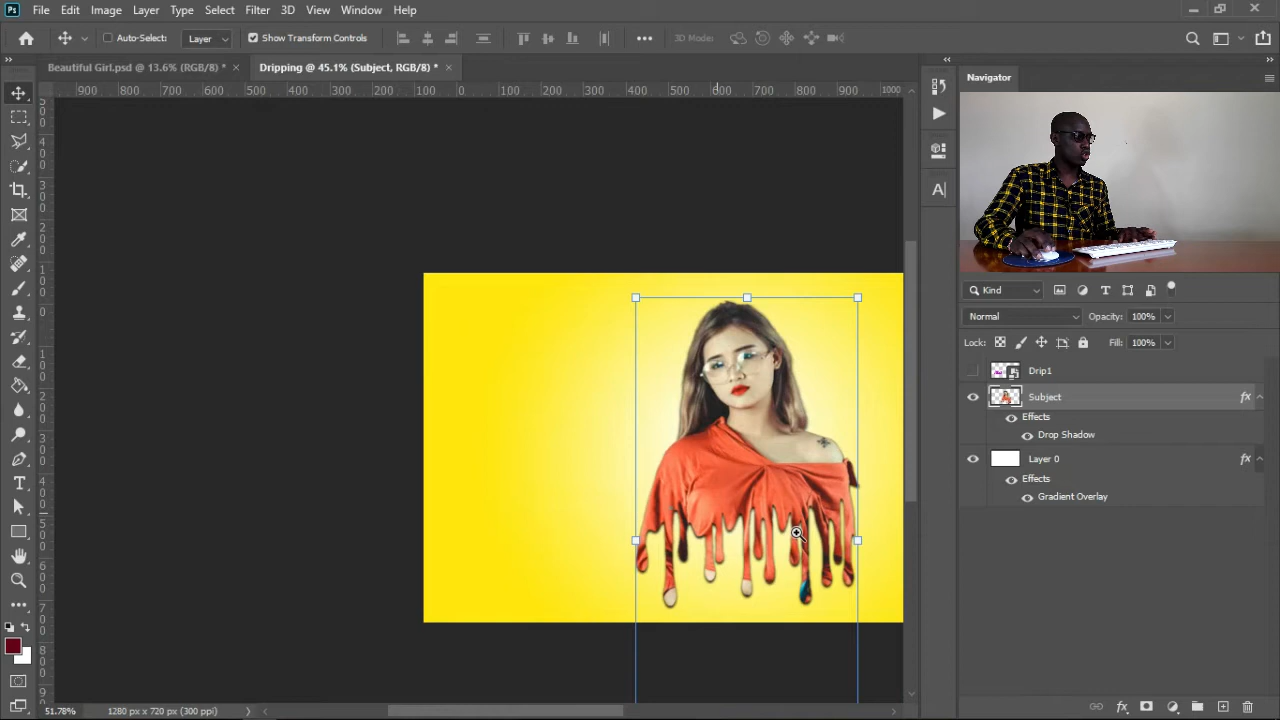 Ps File Edit Image Layer Type Select Filter 3D View Window Help
Auto-Select: Layer Show Transform Controls 3D Mode:
Beautiful Girl.psd @ 13.6% (RGB/8) * × Dripping @ 45.1% (Subject, RGB/8) * ×
900 800 700 600 500 400 300 200 100 0 100 200 300 400 500 600 700 800 900 1000
Navigator
Kind
Normal Opacity: 100%
Lock: Fill: 100%
Drip1
Subject fx
Effects
Drop Shadow
Layer 0 fx
Effects
Gradient Overlay
51.78% 1280 px x 720 px (300 ppi)